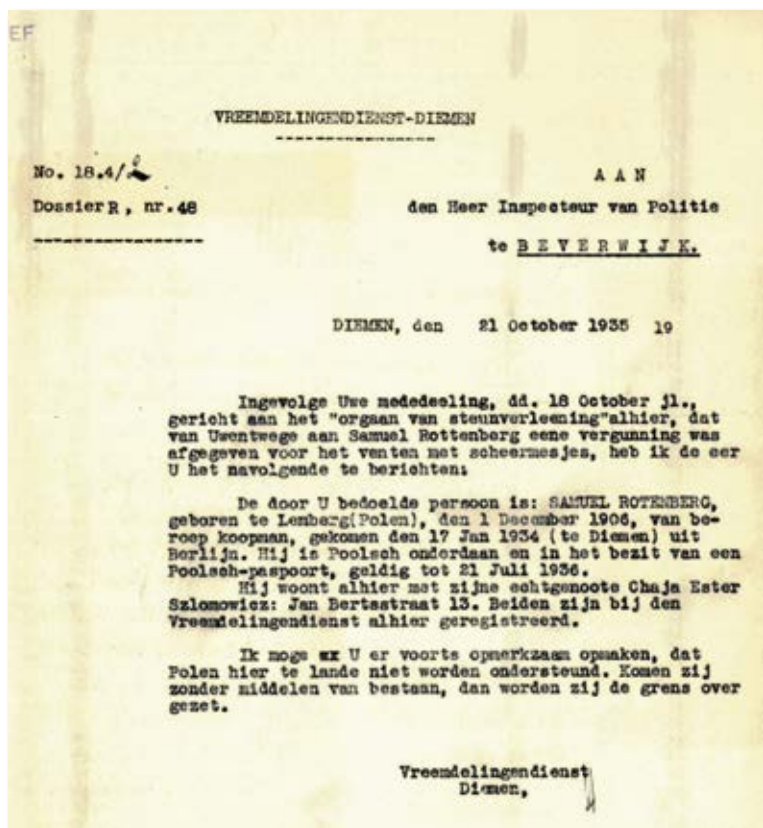 EF
VREEMDELINGENDIENST-DIEMEN
No. 18.4/
A A N
Dossier R, nr. 48
den Heer Inspecteur van Politie
te B E V E R W I J K.
DIEMEN, den 21 October 1935 19
Ingevolge Uwe mededeeling, dd. 18 October jl.,
gericht aan het "orgaan van steunverleening"alhier, dat
van Uwentwege aan Samuel Rottenberg eene vergunning was
afgegeven voor het venten met scheermesjes, heb ik de eer
U het navolgende te berichten:
De door U bedoelde persoon is: SAMUEL ROTENBERG,
geboren te Lemberg(Polen), den 1 December 1906, van be-
roep koopman, gekomen den 17 Jan 1934 (te Diemen) uit
Berlijn. Hij is Poolsch onderdaan en in het bezit van een
Poolsch-paspoort, geldig tot 21 Juli 1936.
Hij woont alhier met zijne echtgenoote Chaja Ester
Szlomowicz: Jan Bertsstraat 13. Beiden zijn bij den
Vreemdelingendienst alhier geregistreerd.
Ik moge U er voorts opmerkzaam opmaken, dat
Polen hier te lande niet worden ondersteund. Komen zij
zonder middelen van bestaan, dan worden zij de grens over
gezet.
Vreemdelingendienst
Diemen,